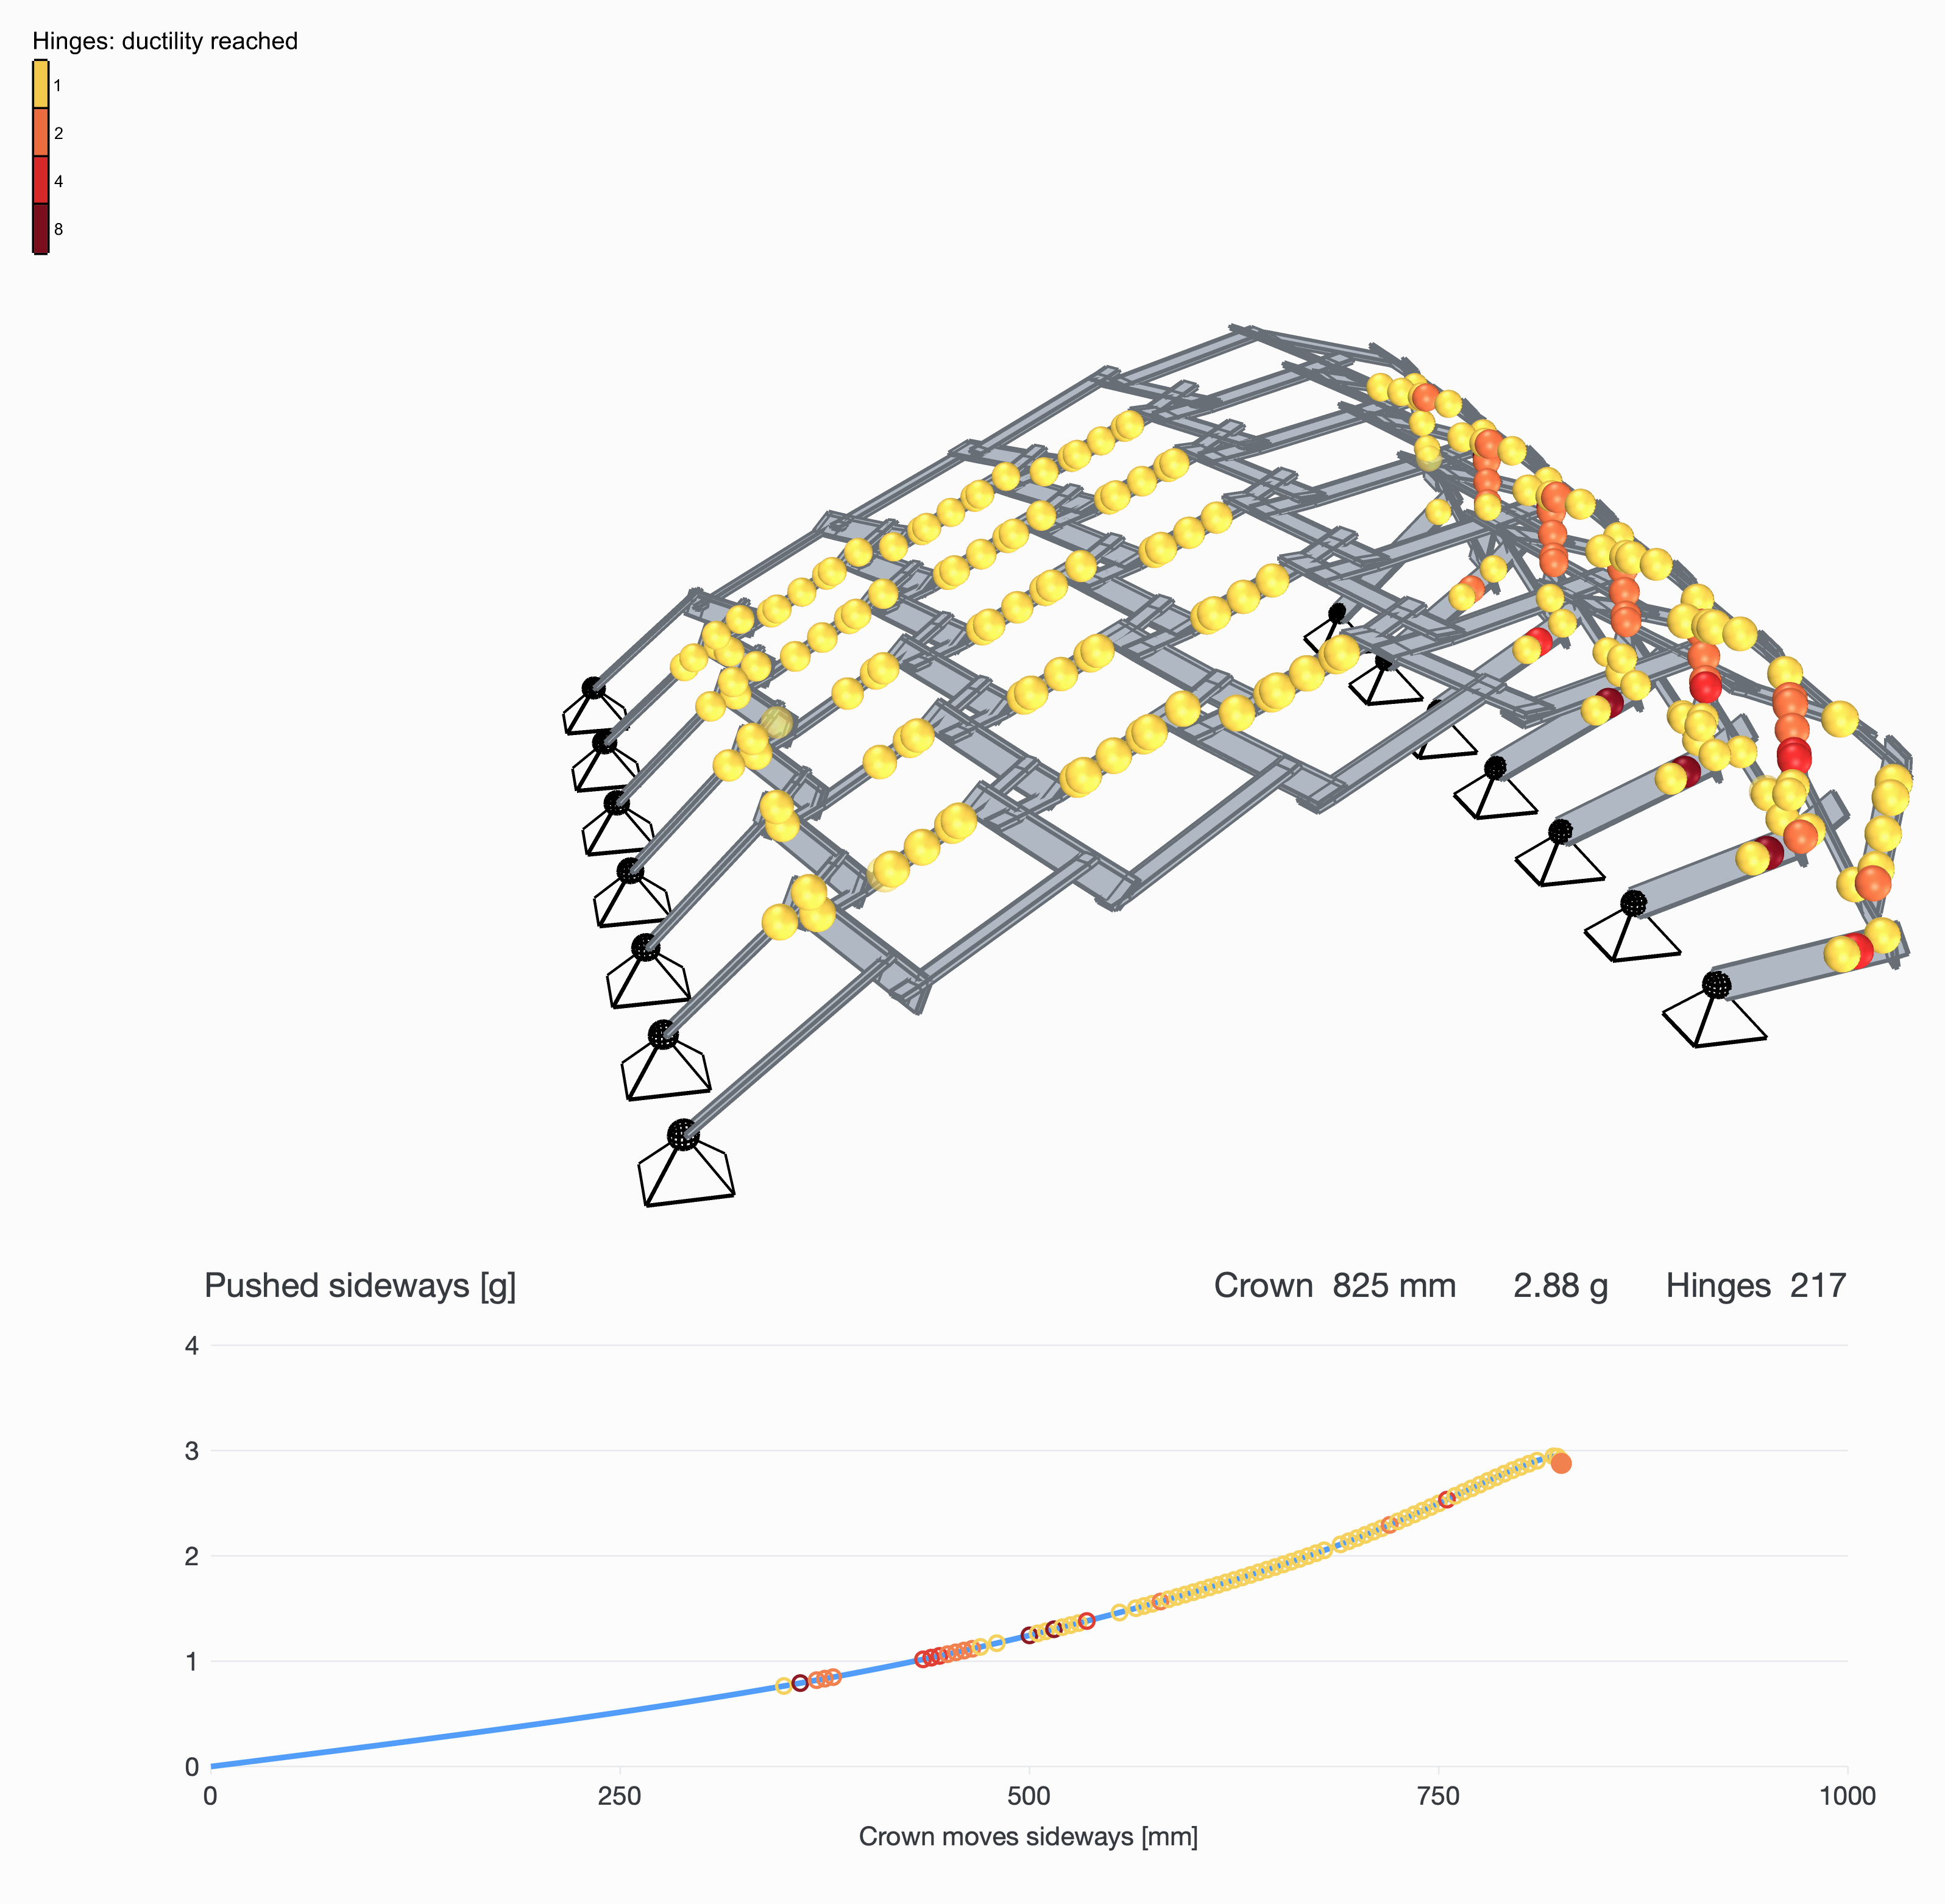 Hinges: ductility reached
1
2
4
8
Pushed sideways [g] Crown 825 mm 2.88 g Hinges 217
4
3
2
1
0
0 250 500 750 1000
Crown moves sideways [mm]